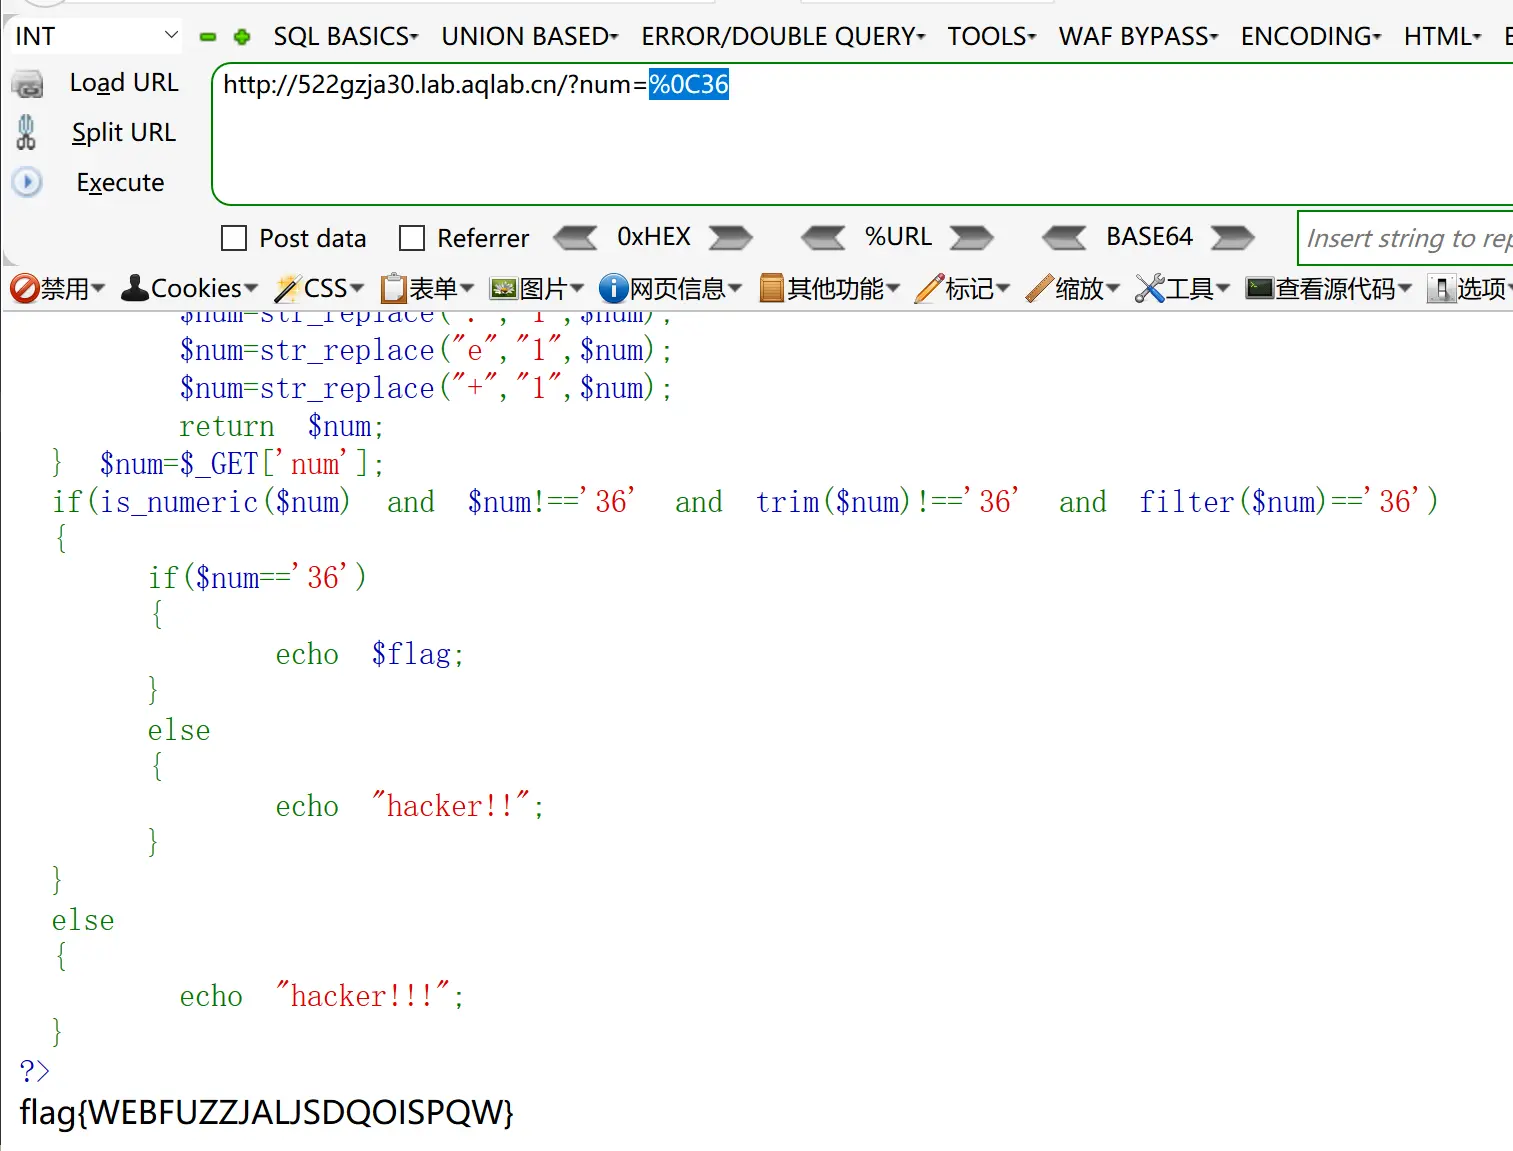 INT SQL BASICS UNION BASED ERROR/DOUBLE QUERY TOOLS WAF BYPASS ENCODING HTML
Load URL
http://522gzja30.lab.aqlab.cn/?num=%0C36
Split URL
Execute
Post data Referrer 0xHEX %URL BASE64 Insert string to rep
禁用 Cookies CSS 表单 图片 网页信息 其他功能 标记 缩放 工具 查看源代码 选项
$num=str_replace(".","1",$num);
$num=str_replace("e","1",$num);
$num=str_replace("+","1",$num);
return $num;
} $num=$_GET['num'];
if(is_numeric($num) and $num!=='36' and trim($num)!=='36' and filter($num)=='36')
{
if($num=='36')
{
echo $flag;
}
else
{
echo "hacker!!";
}
}
else
{
echo "hacker!!!";
}
?>
flag{WEBFUZZJALJSDQOISPQW}